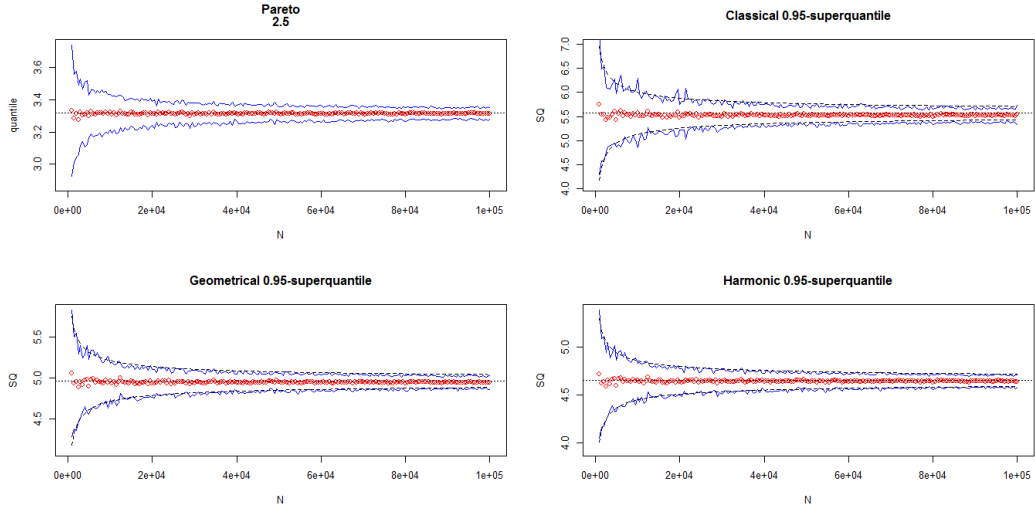 Pareto
2.5
quantile
3.0 3.2 3.4 3.6
0e+00 2e+04 4e+04 6e+04 8e+04 1e+05
N
Classical 0.95-superquantile
SQ
4.0 4.5 5.0 5.5 6.0 6.5 7.0
0e+00 2e+04 4e+04 6e+04 8e+04 1e+05
N
Geometrical 0.95-superquantile
SQ
4.5 5.0 5.5
0e+00 2e+04 4e+04 6e+04 8e+04 1e+05
N
Harmonic 0.95-superquantile
SQ
4.0 4.5 5.0
0e+00 2e+04 4e+04 6e+04 8e+04 1e+05
N